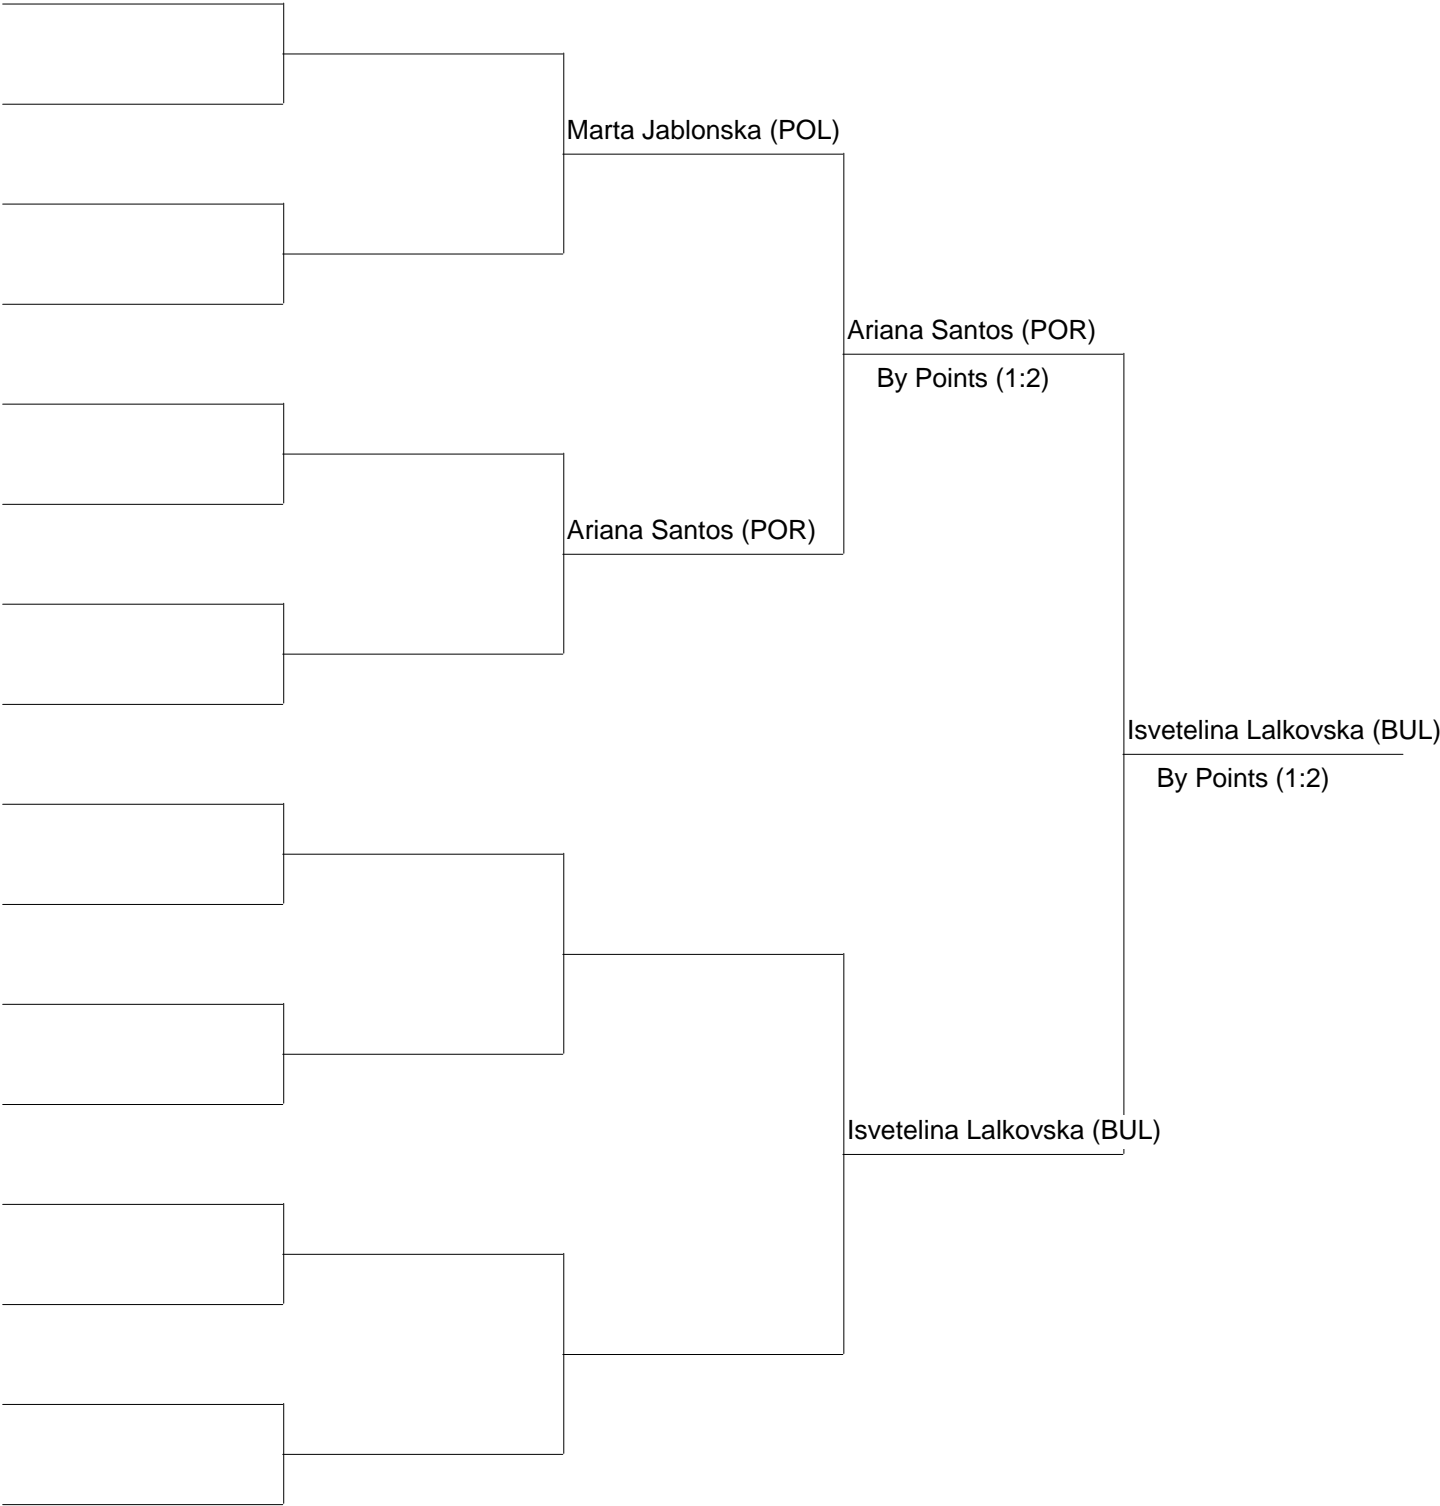 Marta Jablonska (POL)
Ariana Santos (POR)
By Points (1:2)
Ariana Santos (POR)
Isvetelina Lalkovska (BUL)
By Points (1:2)
Isvetelina Lalkovska (BUL)